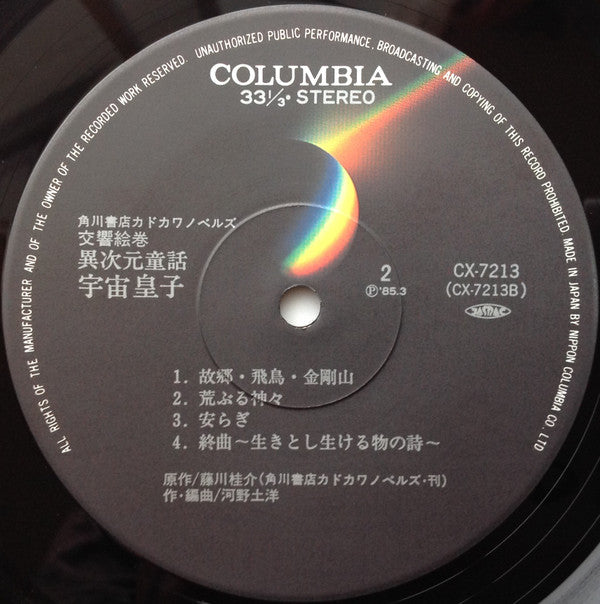 ALL RIGHTS OF THE MANUFACTURER AND OF THE OWNER OF THE RECORDED WORK RESERVED. UNAUTHORIZED PUBLIC PERFORMANCE, BROADCASTING AND COPYING OF THIS RECORD PROHIBITED. MADE IN JAPAN BY NIPPON COLUMBIA CO., LTD
COLUMBIA
33⅓・STEREO
角川書店カドカワノベルズ
交響絵巻
異次元童話
宇宙皇子
2
Ⓟ'85.3
CX-7213
(CX-7213B)
JASRAC
1. 故郷・飛鳥・金剛山
2. 荒ぶる神々
3. 安らぎ
4. 終曲〜生きとし生ける物の詩〜
原作/藤川桂介(角川書店カドカワノベルズ・刊)
作・編曲/河野土洋